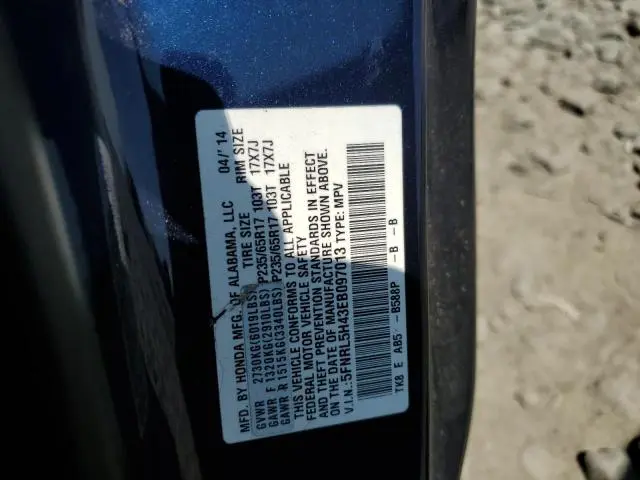 MFD. BY HONDA MFG. OF ALABAMA, LLC 04/'14
TIRE SIZE RIM SIZE
GVWR 2730KG(6019LBS)
GAWR F 1320KG(2910LBS) P235/65R17 103T 17X7J
GAWR R 1515KG(3340LBS) P235/65R17 103T 17X7J
THIS VEHICLE CONFORMS TO ALL APPLICABLE
FEDERAL MOTOR VEHICLE SAFETY
AND THEFT PREVENTION STANDARDS IN EFFECT
ON THE DATE OF MANUFACTURE SHOWN ABOVE.
V.I.N.:5FNRL5H43EB097013 TYPE: MPV
TK8 E AB5 -B588P -B -B